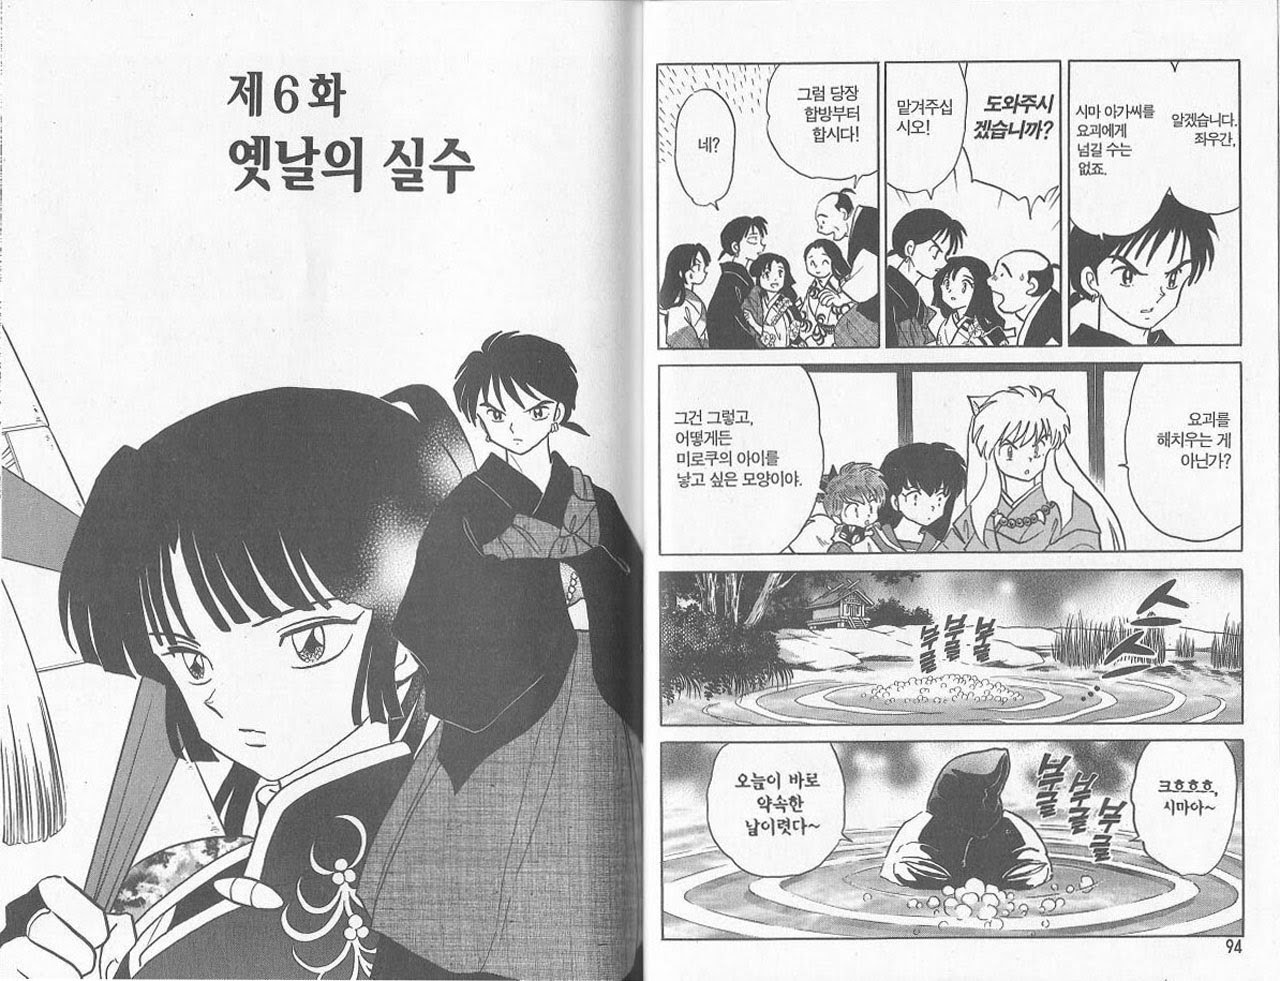 알겠습니다.
좌우간,
시마 아가씨를
요괴에게
넘길 수는
없죠.
도와주시
겠습니까?
맡겨주십
시오!
그럼 당장
합방부터
합시다!
네?
요괴를
해치우는 게
아닌가?
그건 그렇고,
어떻게든
미로쿠의 아이를
낳고 싶은 모양이야.
스
스
부글
부글
부글
크흐흐흐,
시마아~
부글
부글
부글
오늘이 바로
약속한
날이렷다~
94
제6화
옛날의 실수